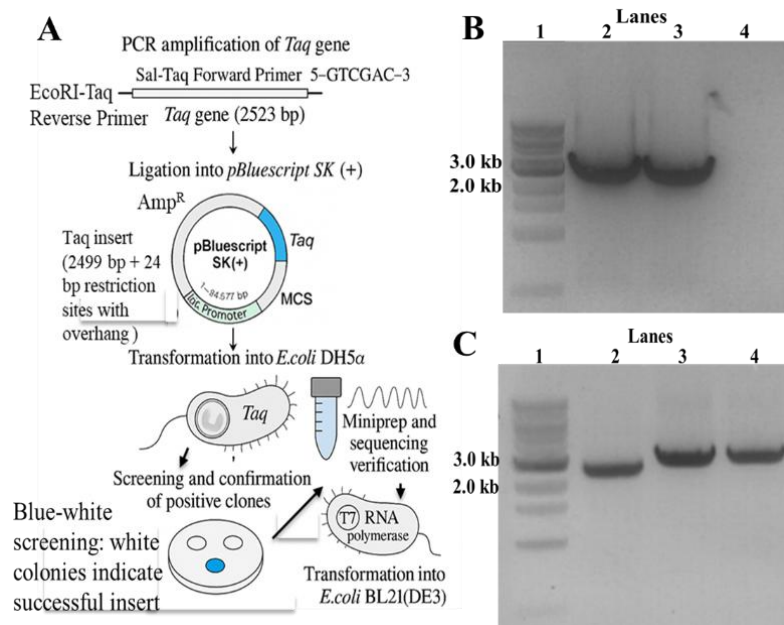 A
PCR amplification of Taq gene
Sal-Taq Forward Primer 5-GTCGAC-3
EcoRI-Taq
Reverse Primer
Taq gene (2523 bp)
Ligation into pBluescript SK (+)
AmpR
Taq insert
(2499 bp + 24
bp restriction
sites with
overhang )
pBluescript
SK(+)
1–84.677 bp
Taq
MCS
lac. Promoter
Transformation into E.coli DH5α
Taq
Miniprep and
sequencing
verification
Screening and confirmation
of positive clones
Blue-white
screening: white
colonies indicate
successful insert
T7 RNA
polymerase
Transformation into
E.coli BL21(DE3)
B
Lanes
1 2 3 4
3.0 kb
2.0 kb
C
Lanes
1 2 3 4
3.0 kb
2.0 kb